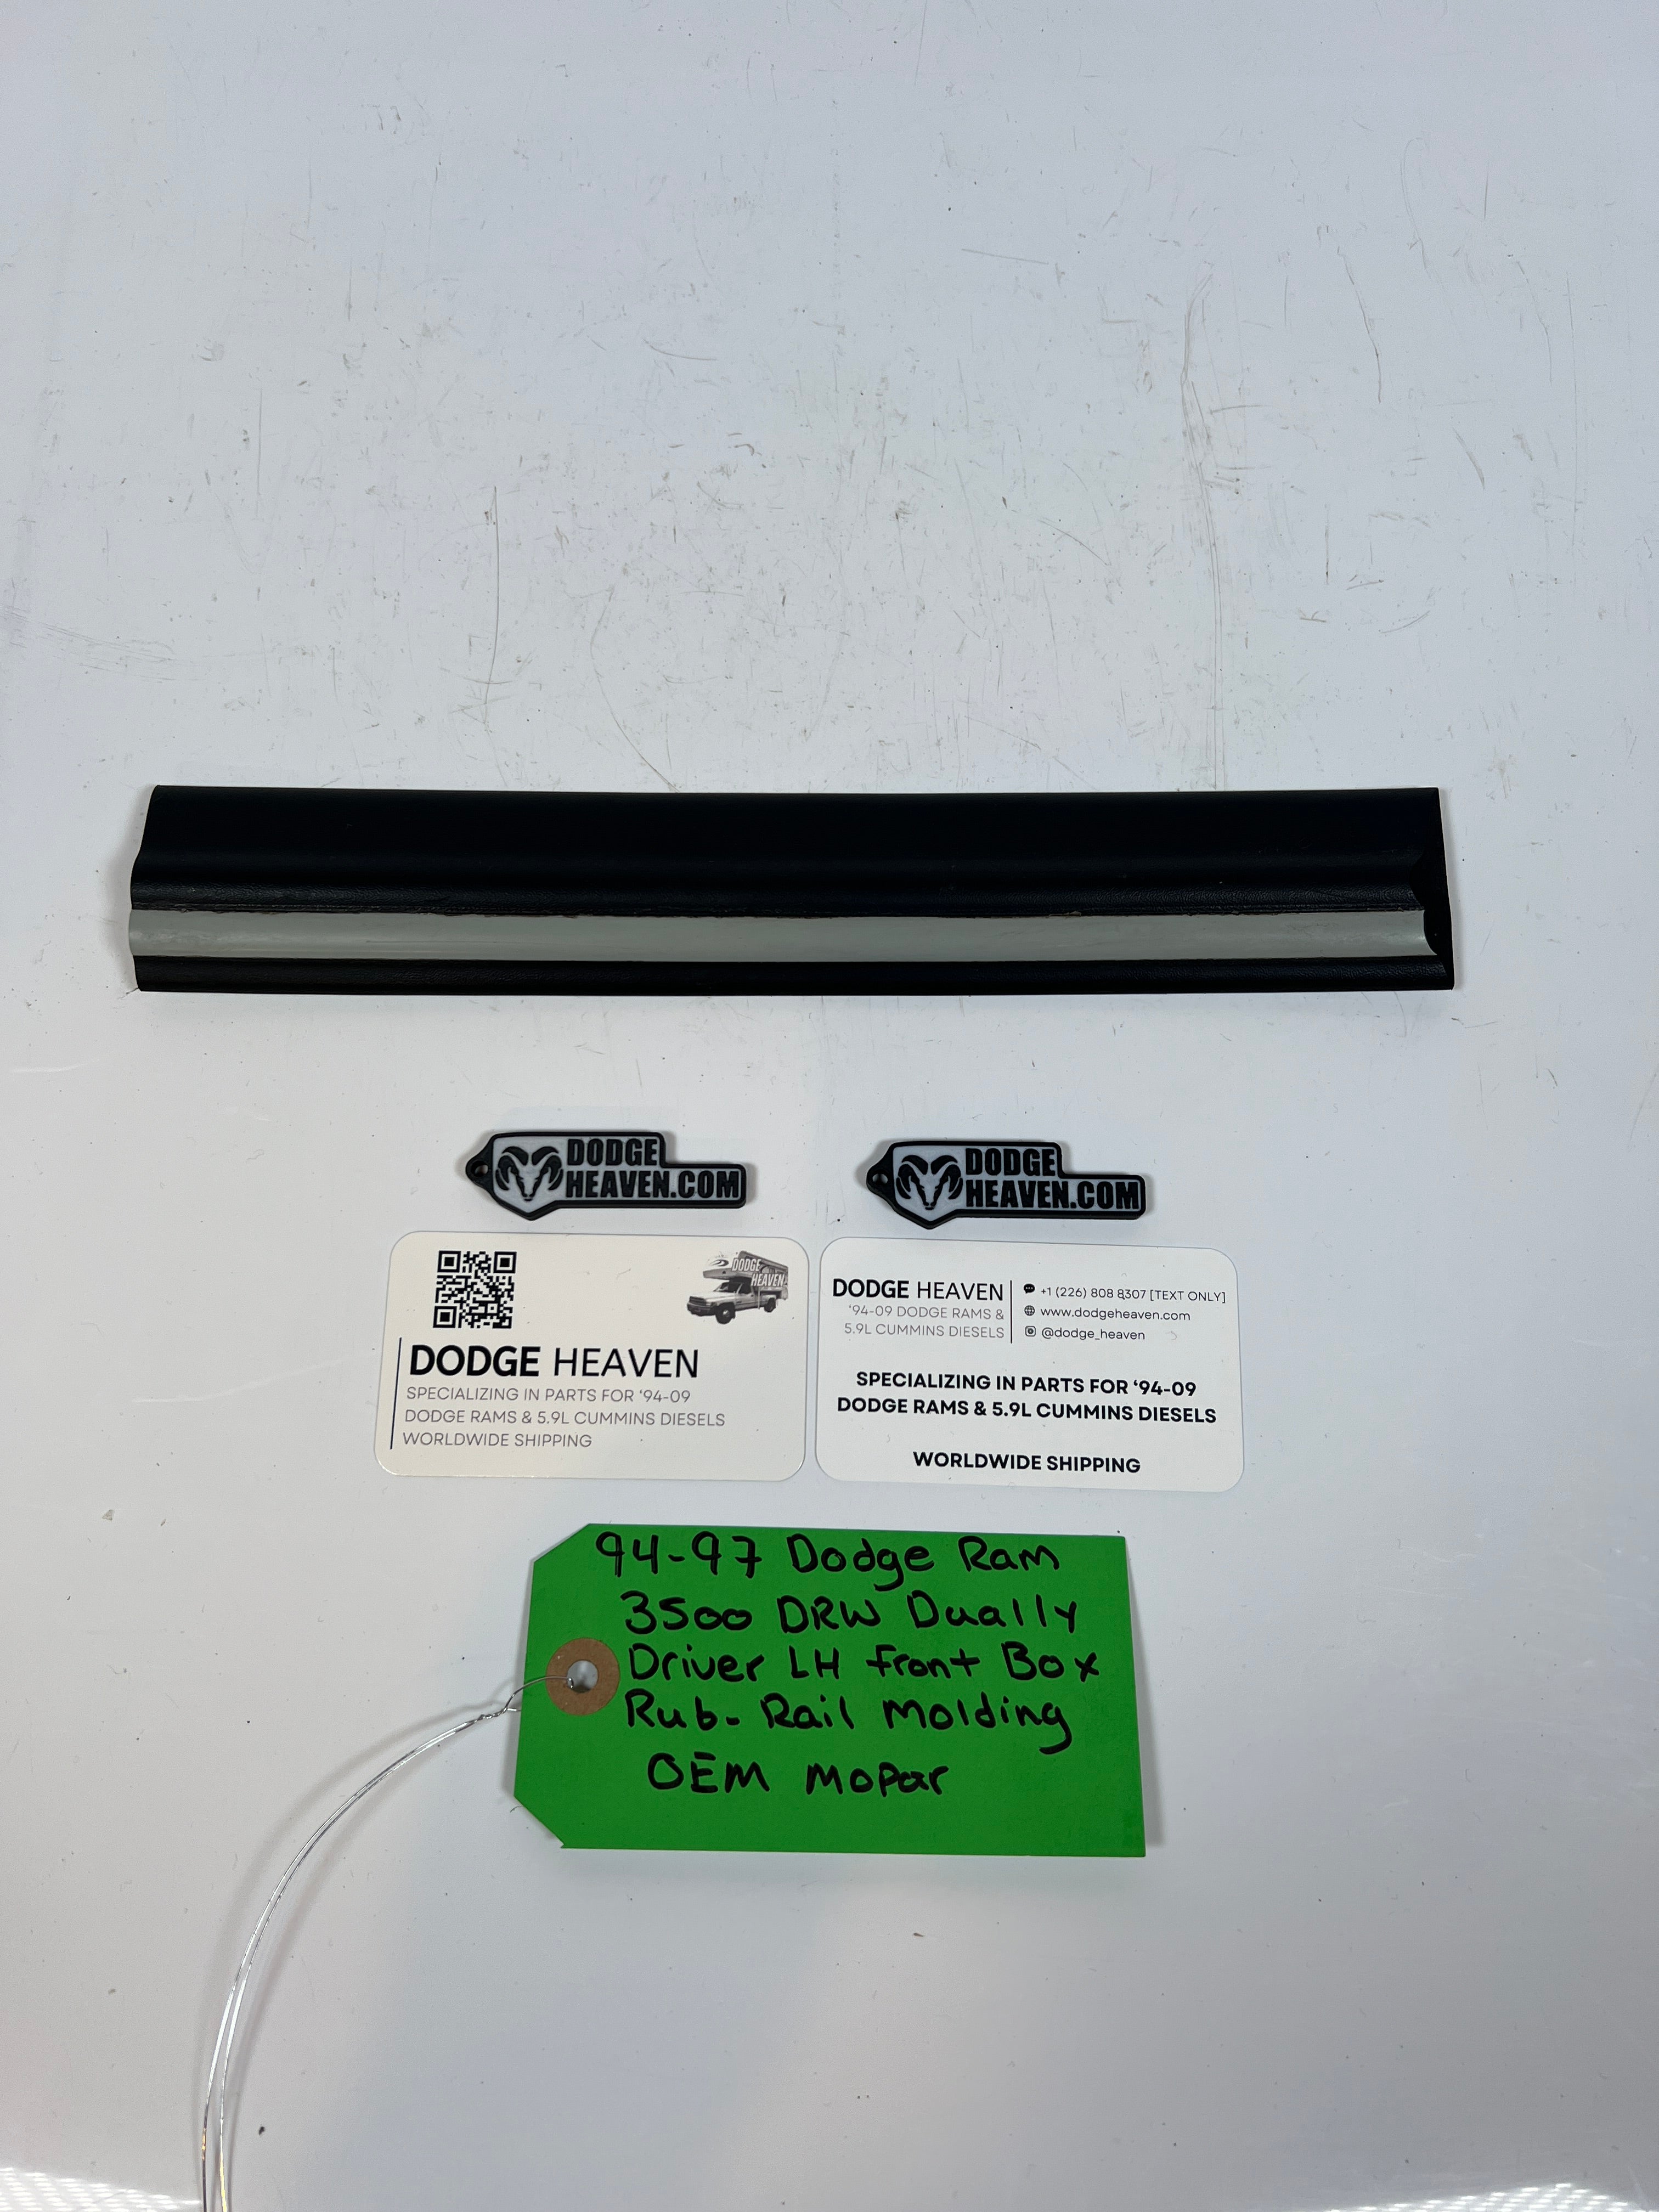 DODGE
HEAVEN.COM
DODGE
HEAVEN.COM
DODGE
HEAVEN
DODGE HEAVEN
SPECIALIZING IN PARTS FOR ‘94-09
DODGE RAMS & 5.9L CUMMINS DIESELS
WORLDWIDE SHIPPING
DODGE HEAVEN
‘94-09 DODGE RAMS &
5.9L CUMMINS DIESELS
+1 (226) 808 8307 [TEXT ONLY]
www.dodgeheaven.com
@dodge_heaven
SPECIALIZING IN PARTS FOR ‘94-09
DODGE RAMS & 5.9L CUMMINS DIESELS
WORLDWIDE SHIPPING
94-97 Dodge Ram
3500 DRW Dually
Driver LH front Box
Rub-Rail Molding
OEM Mopar